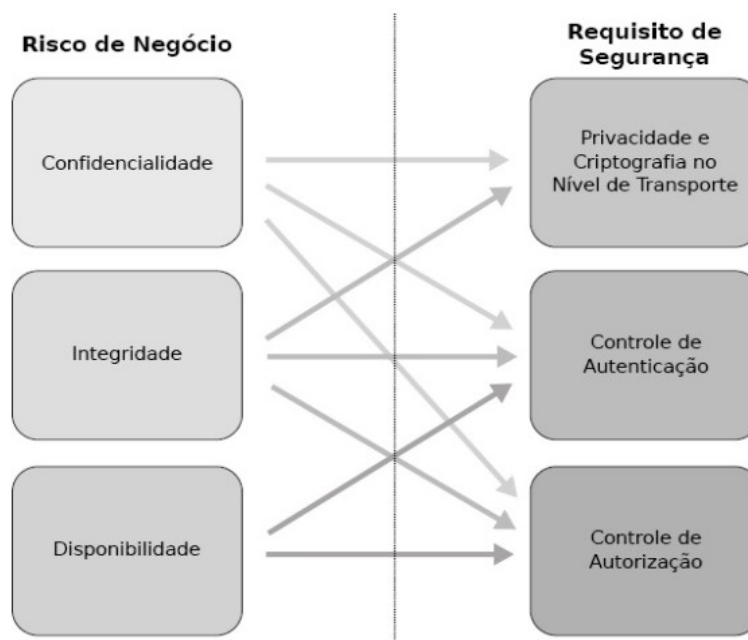 Risco de Negócio
Requisito de
Segurança
Confidencialidade
Privacidade e
Criptografia no
Nível de Transporte
Integridade
Controle de
Autenticação
Disponibilidade
Controle de
Autorização